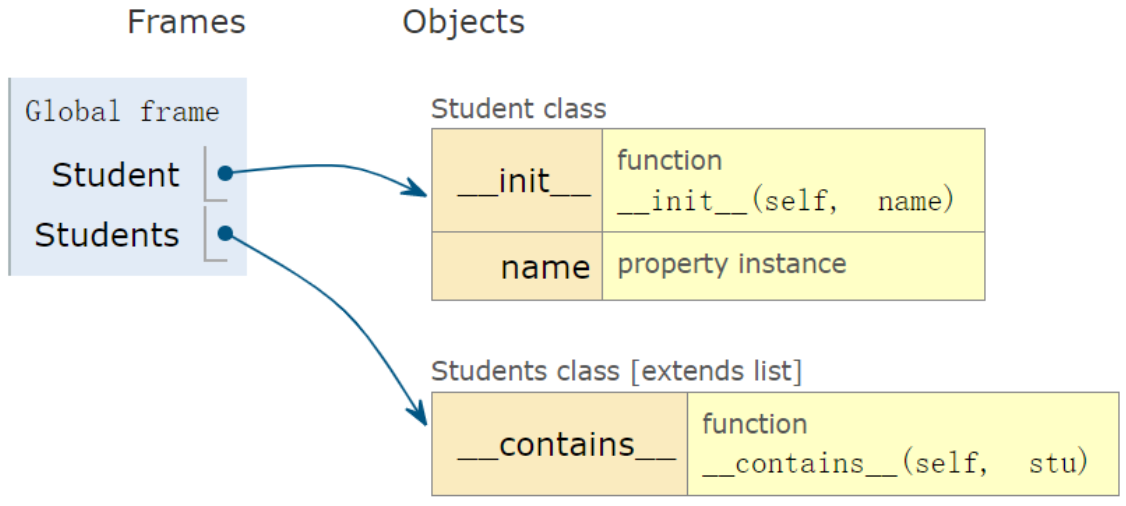 Frames
Objects
Global frame
Student
Students
Student class
__init__
function
__init__(self, name)
name
property instance
Students class [extends list]
__contains__
function
__contains__(self, stu)